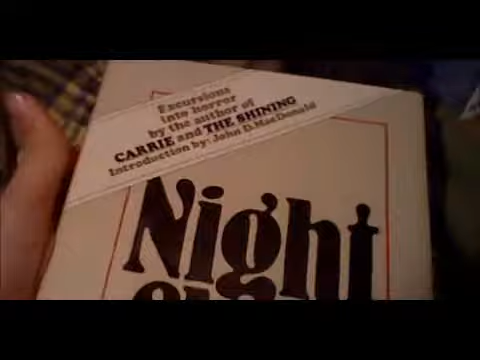 Excursions
into horror
by the author of
CARRIE and THE SHINING
Introduction by: John D. MacDonald
Night